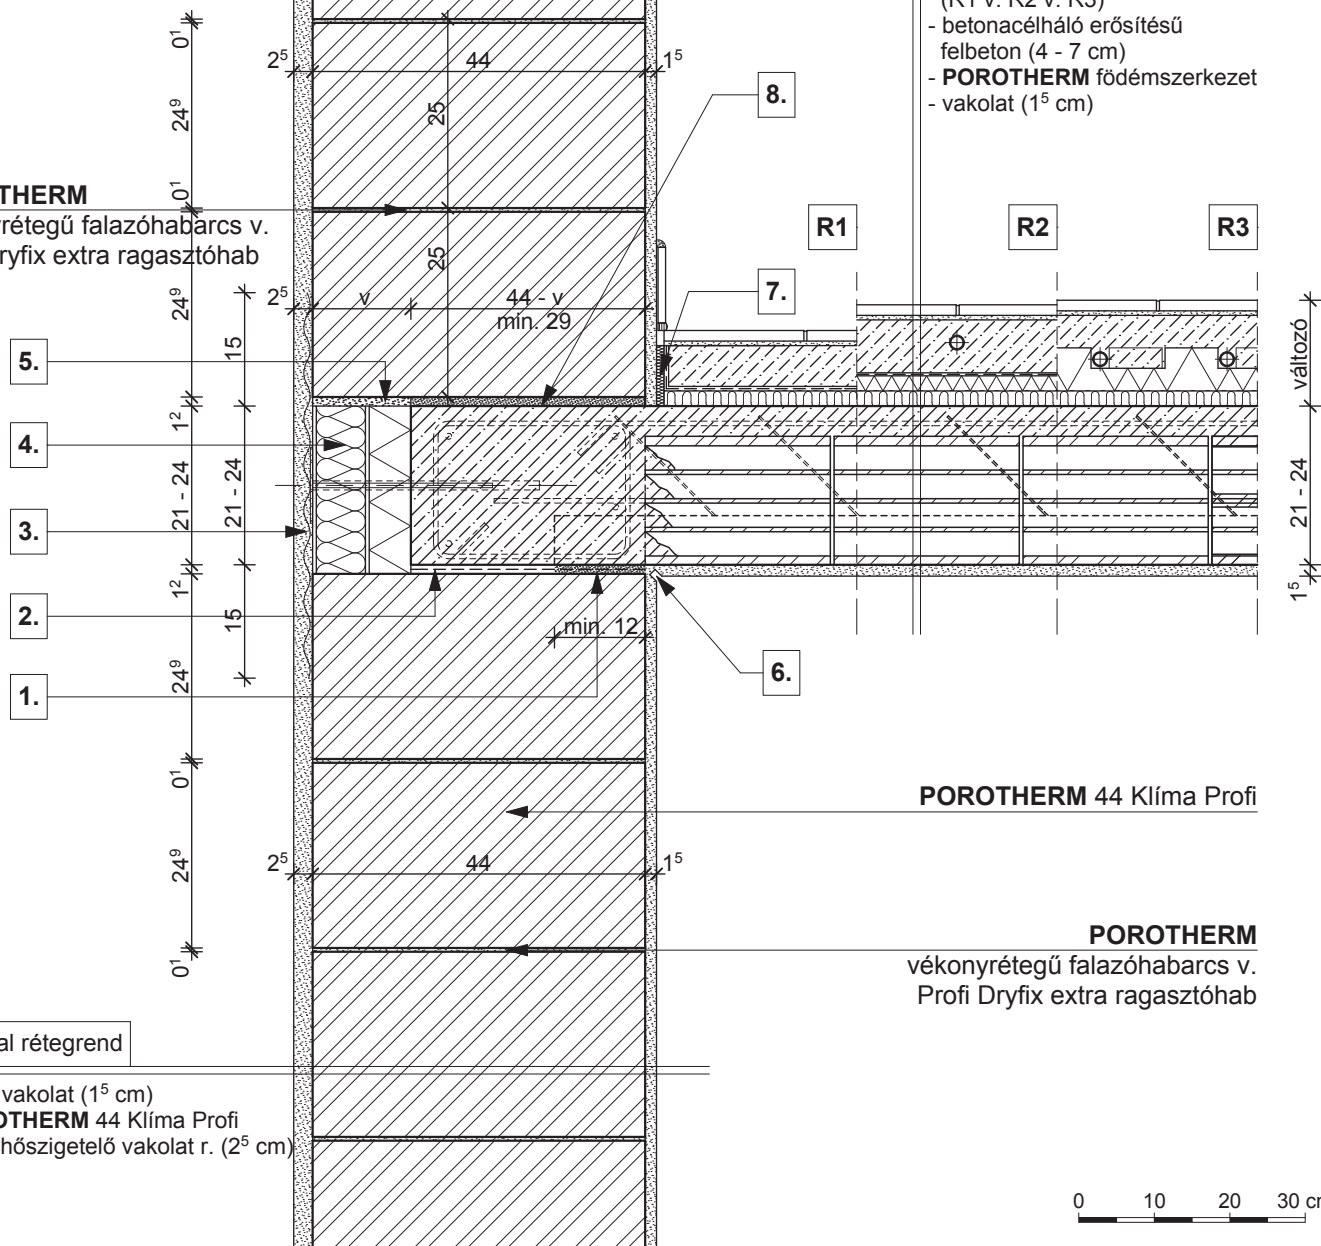 (R1 v. R2 v. R3)
- betonacélháló erősítésű
felbeton (4 - 7 cm)
- POROTHERM födémszerkezet
- vakolat (1⁵ cm)
0¹
2⁵
44
1⁵
8.
24⁹
25
0¹
THERM
rétegű falazóhabarcs v.
ryfix extra ragasztóhab
R1
R2
R3
25
24⁹
2⁵
v
44 - v
min. 29
7.
15
változó
5.
1²
4.
21 - 24
21 - 24
21 - 24
3.
1²
1⁵
2.
15
min. 12
24⁹
6.
1.
0¹
POROTHERM 44 Klíma Profi
24⁹
2⁵
44
1⁵
POROTHERM
vékonyrétegű falazóhabarcs v.
Profi Dryfix extra ragasztóhab
0¹
al rétegrend
vakolat (1⁵ cm)
OTHERM 44 Klíma Profi
hőszigetelő vakolat r. (2⁵ cm)
0 10 20 30 cm